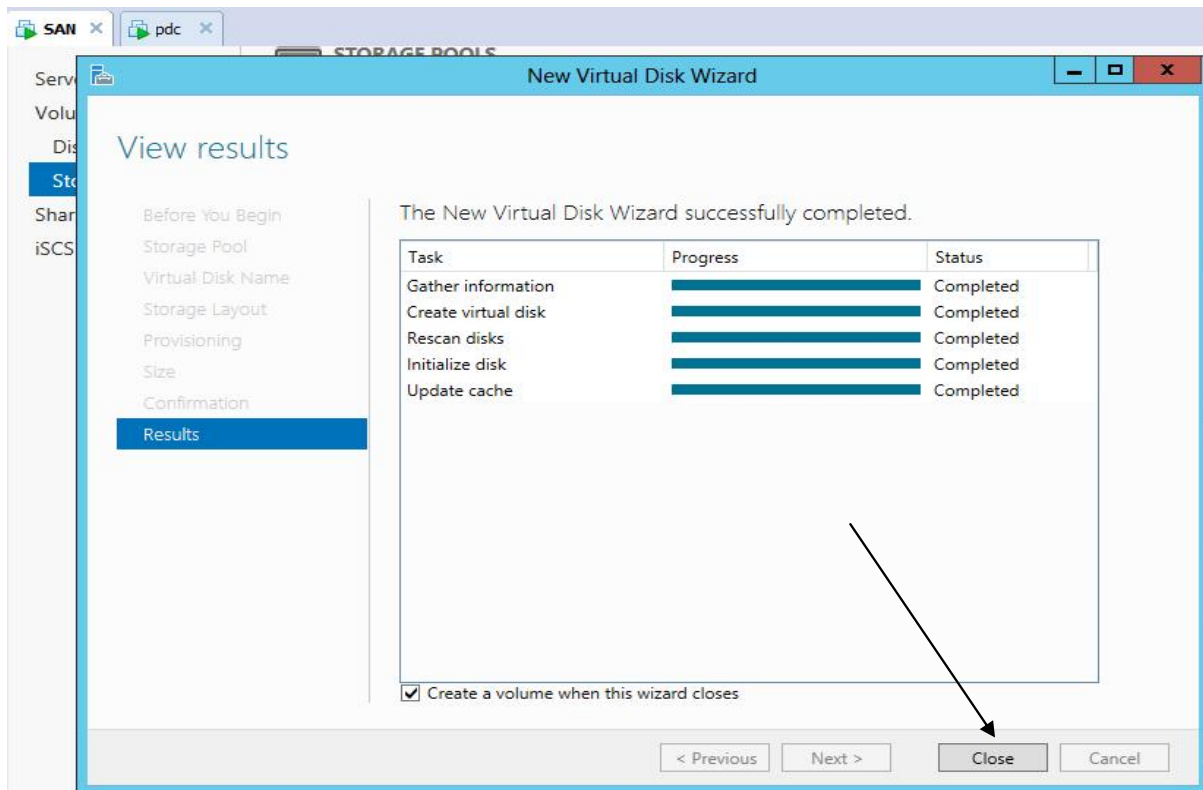 SAN
pdc
STORAGE POOLS
Serv
Volu
Dis
Sto
Shar
iSCS
New Virtual Disk Wizard
View results
Before You Begin
Storage Pool
Virtual Disk Name
Storage Layout
Provisioning
Size
Confirmation
Results
The New Virtual Disk Wizard successfully completed.
Task Progress Status
Gather information Completed
Create virtual disk Completed
Rescan disks Completed
Initialize disk Completed
Update cache Completed
Create a volume when this wizard closes
< Previous Next > Close Cancel